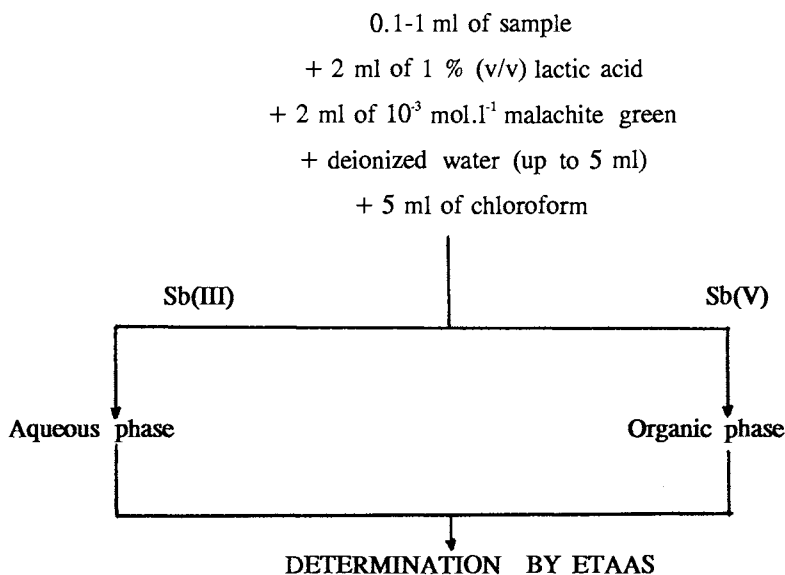 0.1-1 ml of sample
+ 2 ml of 1 % (v/v) lactic acid
+ 2 ml of 10⁻³ mol.l⁻¹ malachite green
+ deionized water (up to 5 ml)
+ 5 ml of chloroform
Sb(III) Sb(V)
Aqueous phase Organic phase
DETERMINATION BY ETAAS